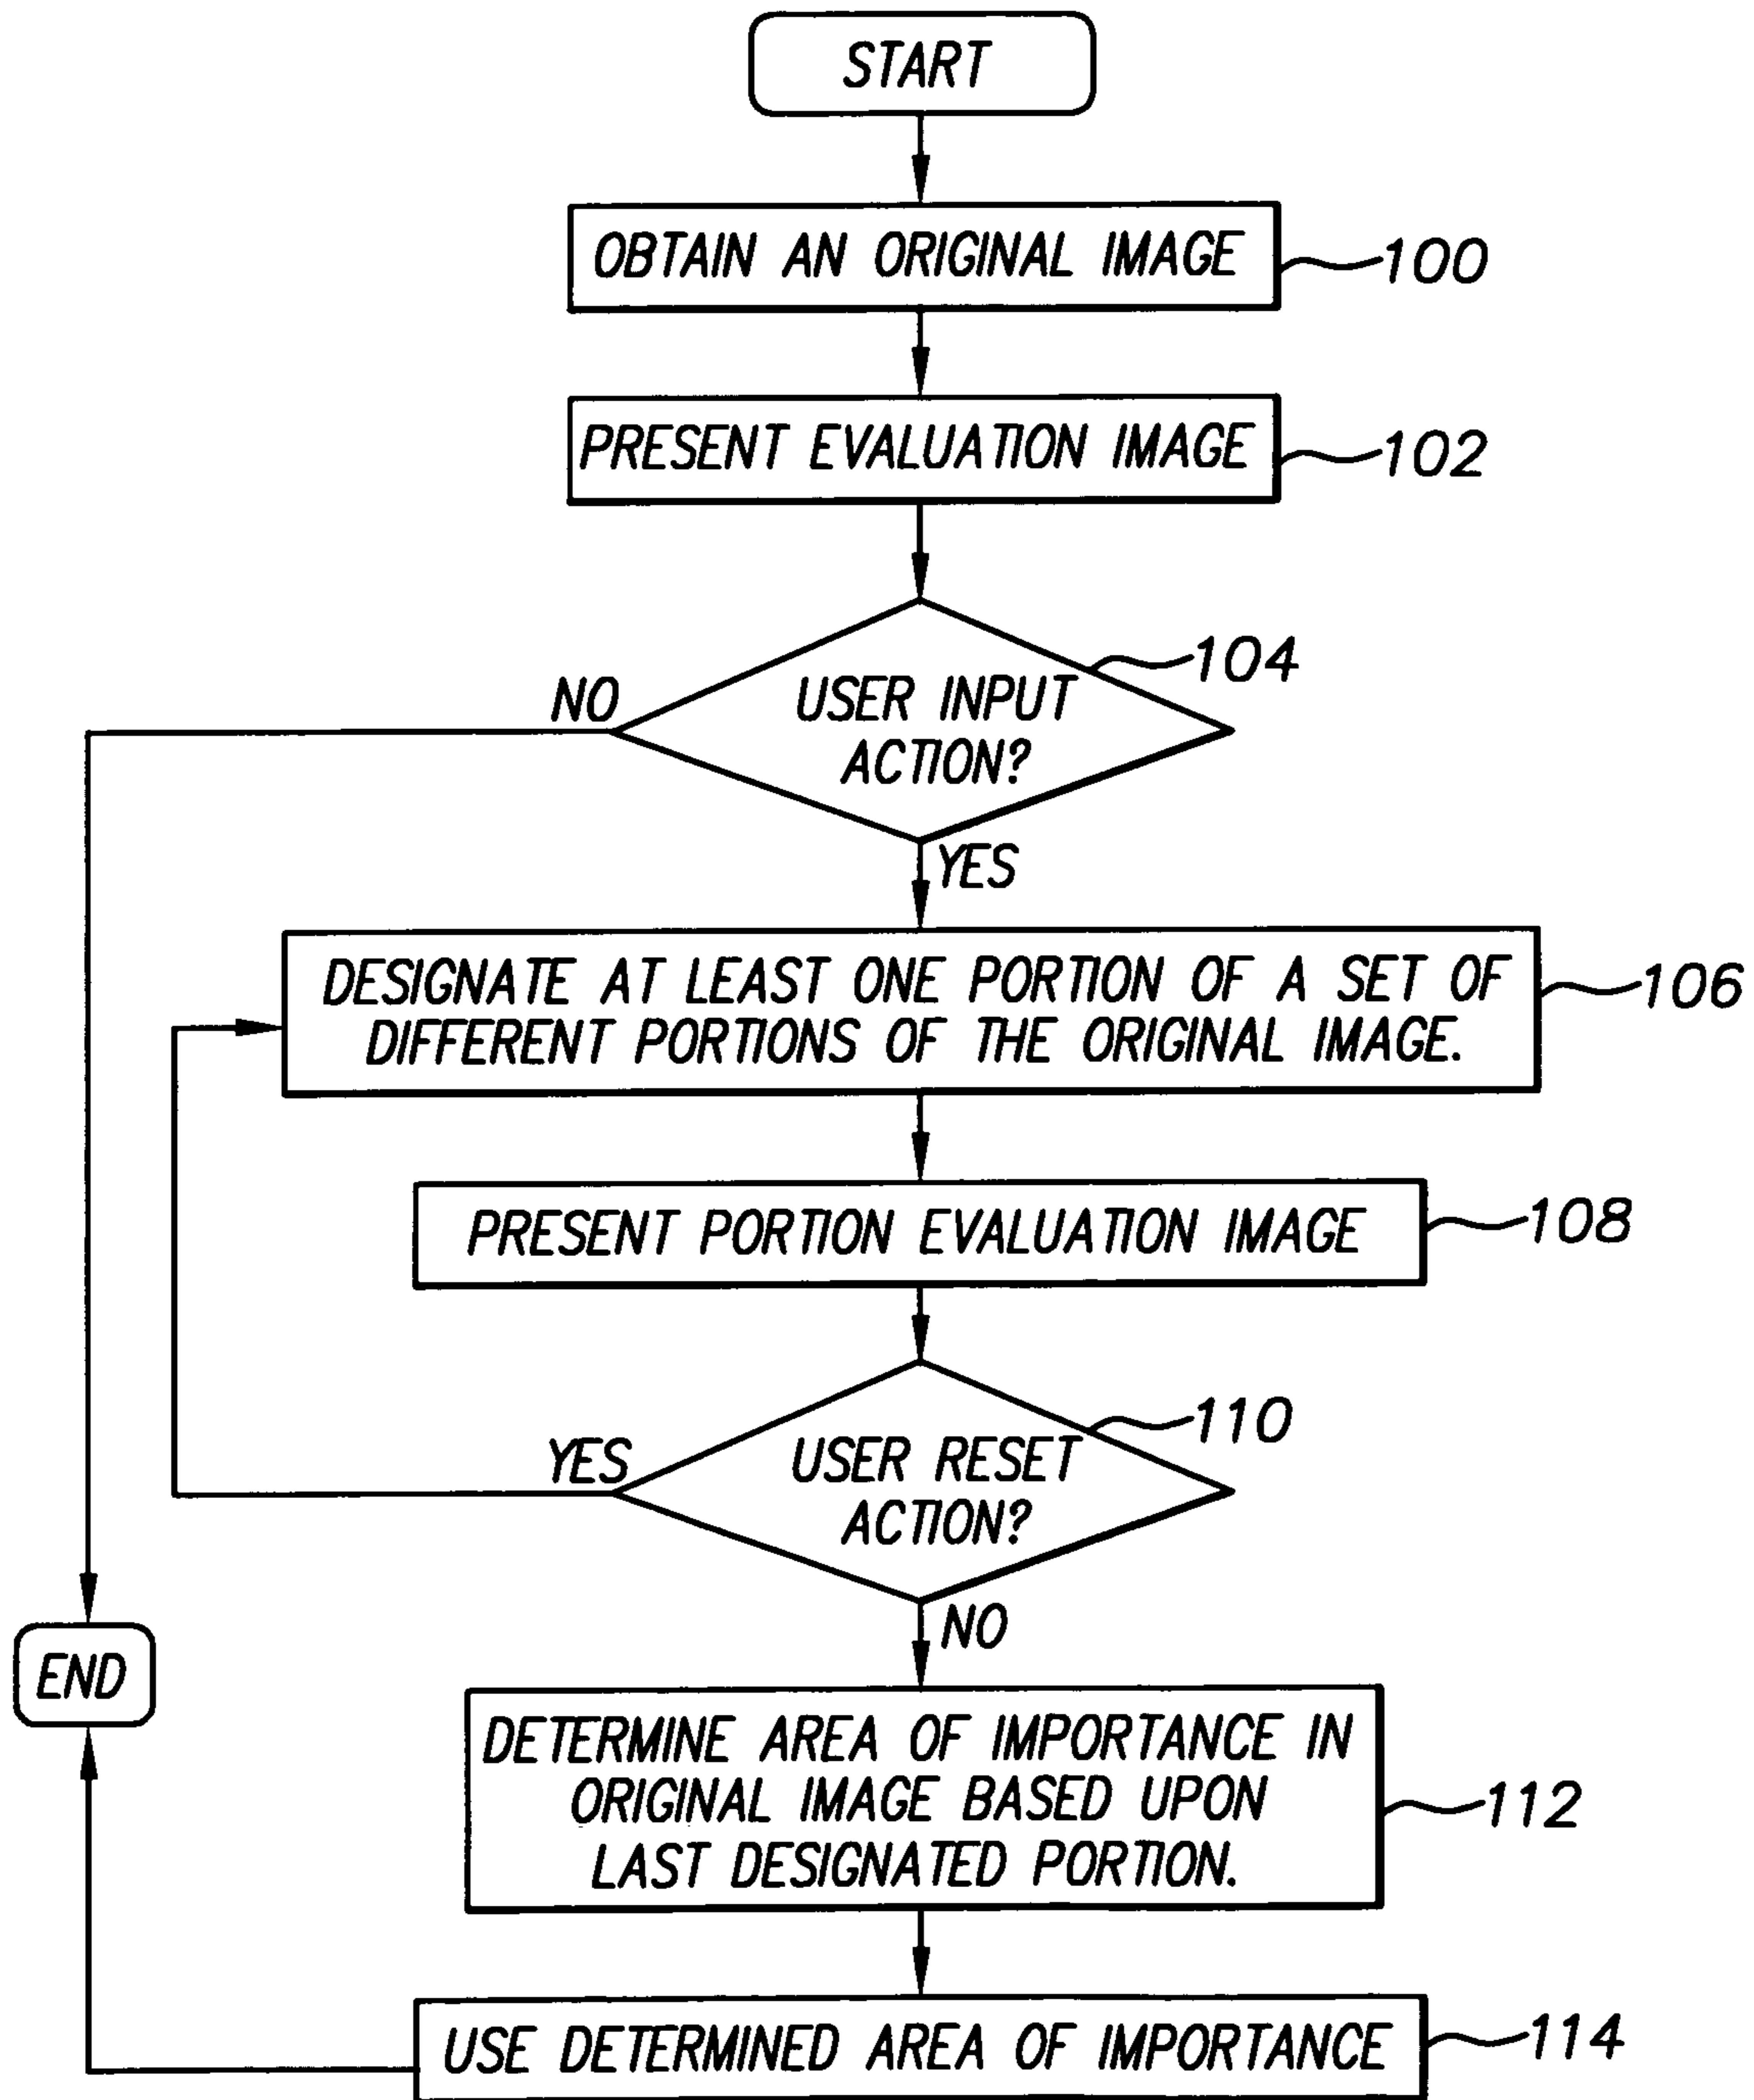 START
OBTAIN AN ORIGINAL IMAGE
100
PRESENT EVALUATION IMAGE
102
104
NO
USER INPUT
ACTION?
YES
DESIGNATE AT LEAST ONE PORTION OF A SET OF
DIFFERENT PORTIONS OF THE ORIGINAL IMAGE.
106
PRESENT PORTION EVALUATION IMAGE
108
110
YES
USER RESET
ACTION?
NO
END
DETERMINE AREA OF IMPORTANCE IN
ORIGINAL IMAGE BASED UPON
LAST DESIGNATED PORTION.
112
USE DETERMINED AREA OF IMPORTANCE
114